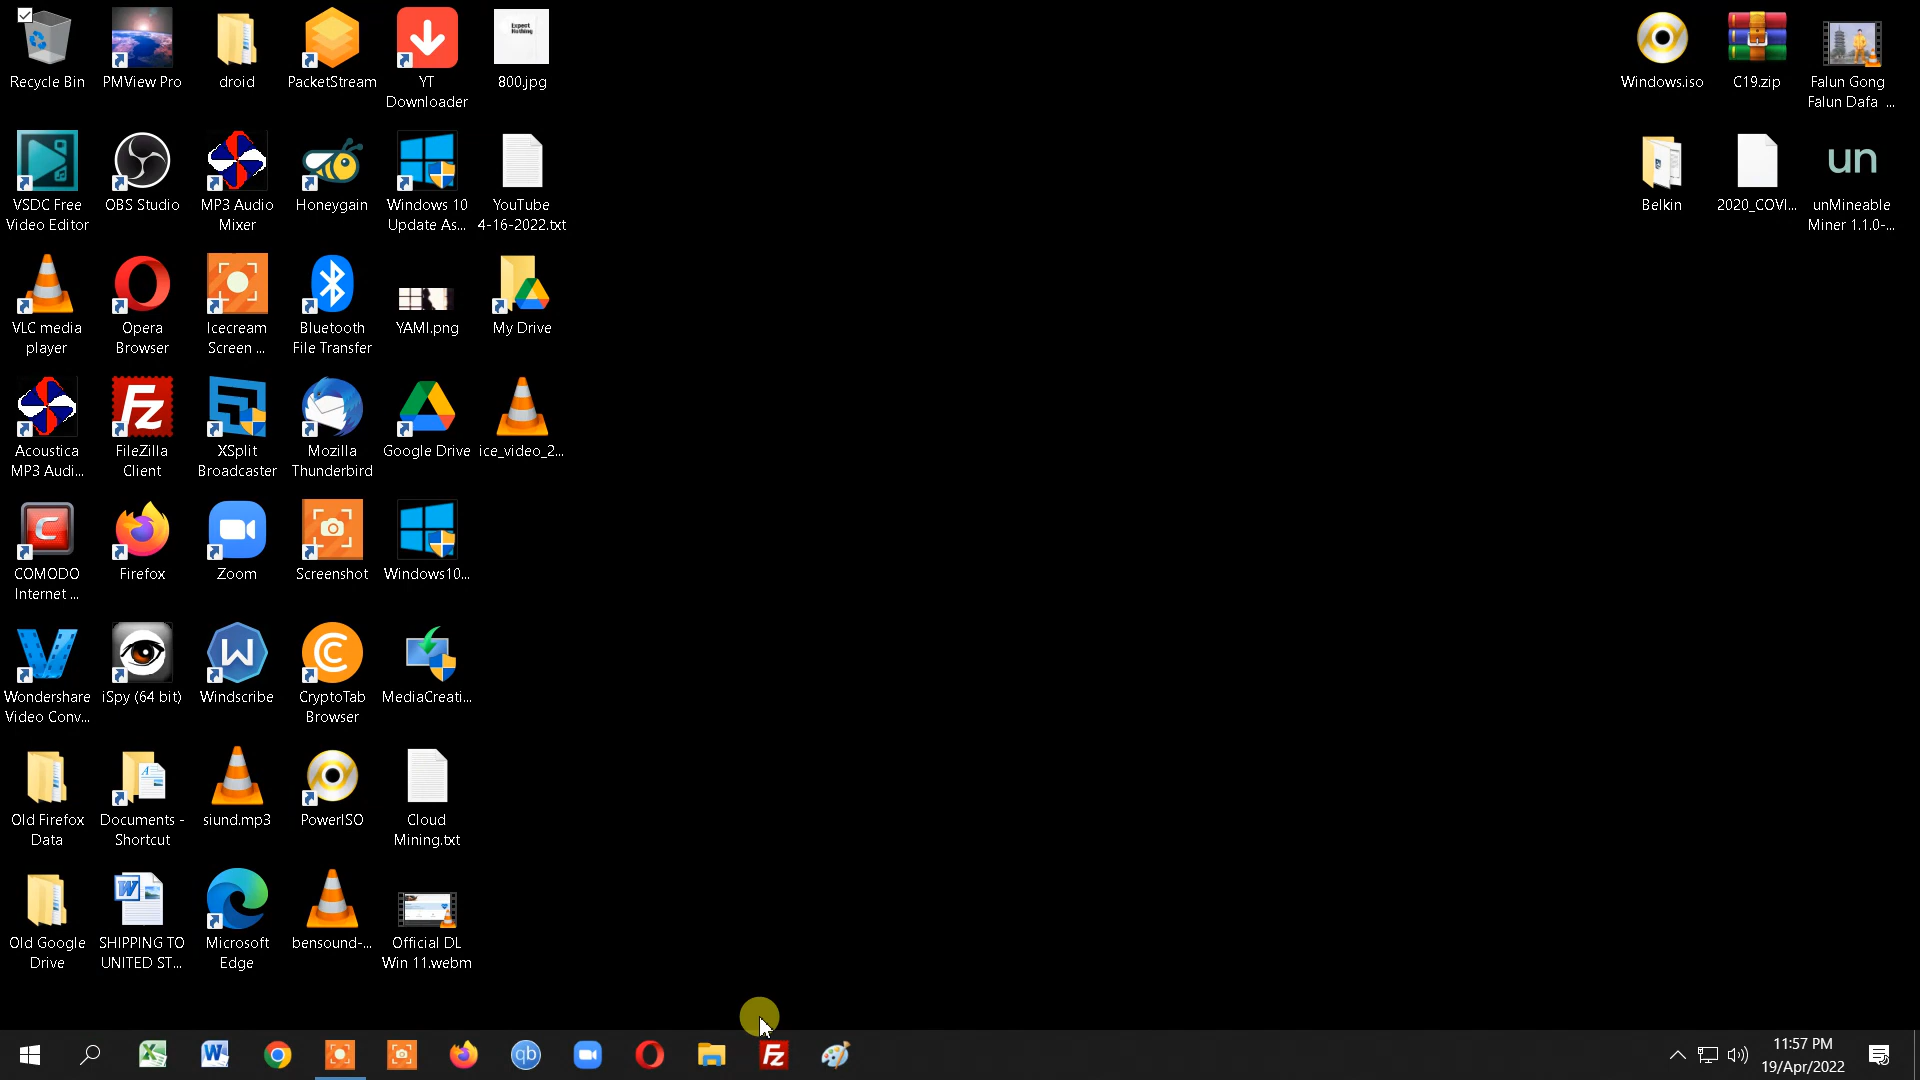 Recycle Bin
PMView Pro
droid
PacketStream
YT
Downloader
Expect
Nothing
800.jpg
Windows.iso
C19.zip
Falun Gong
Falun Dafa ...
VSDC Free
Video Editor
OBS Studio
MP3 Audio
Mixer
Honeygain
Windows 10
Update As...
YouTube
4-16-2022.txt
Belkin
2020_COVI...
un
unMineable
Miner 1.1.0-...
VLC media
player
Opera
Browser
Icecream
Screen ...
Bluetooth
File Transfer
YAMI.png
My Drive
Acoustica
MP3 Audi...
Fz
FileZilla
Client
XSplit
Broadcaster
Mozilla
Thunderbird
Google Drive
ice_video_2...
C
COMODO
Internet ...
Firefox
Zoom
Screenshot
Windows10...
Wondershare
Video Conv...
iSpy (64 bit)
W
Windscribe
C
CryptoTab
Browser
MediaCreati...
Old Firefox
Data
A
Documents -
Shortcut
siund.mp3
PowerISO
Cloud
Mining.txt
Old Google
Drive
W
SHIPPING TO
UNITED ST...
Microsoft
Edge
bensound-...
Official DL
Win 11.webm
X
W
qb
Fz
11:57 PM
19/Apr/2022